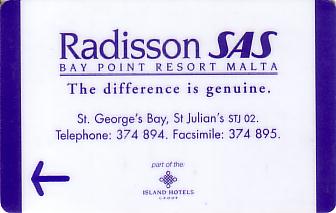 Radisson SAS
BAY POINT RESORT MALTA
The difference is genuine.
St. George's Bay, St Julian's STJ 02.
Telephone: 374 894. Facsimile: 374 895.
part of the:
ISLAND HOTELS
GROUP